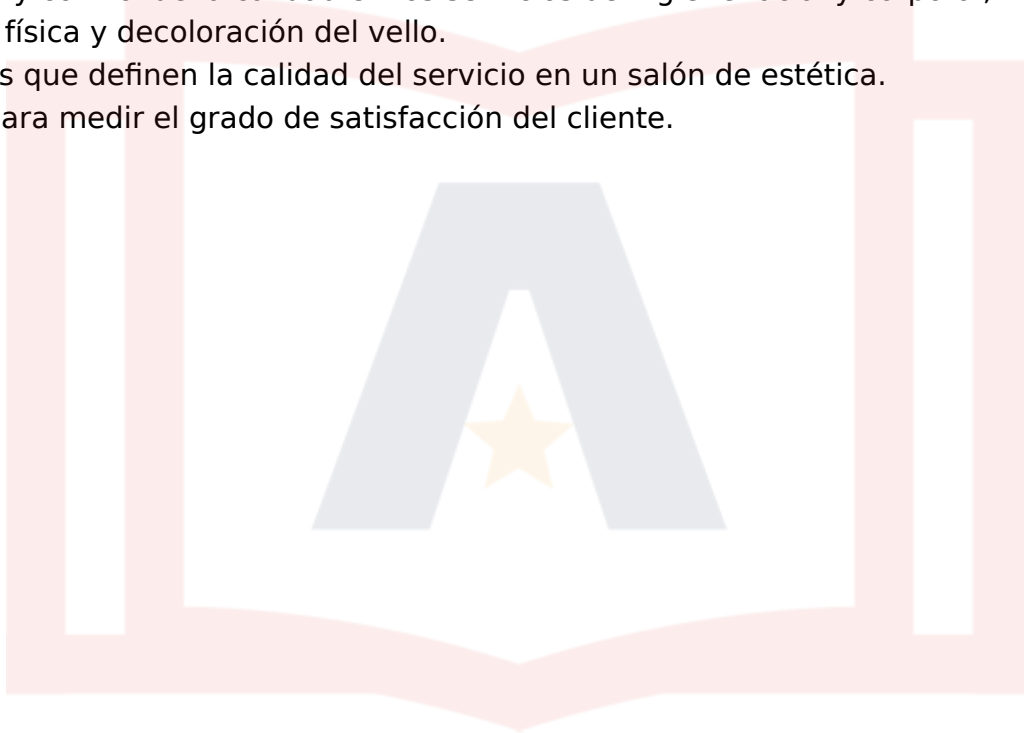 física y decoloración del vello.
s que definen la calidad del servicio en un salón de estética.
ara medir el grado de satisfacción del cliente.